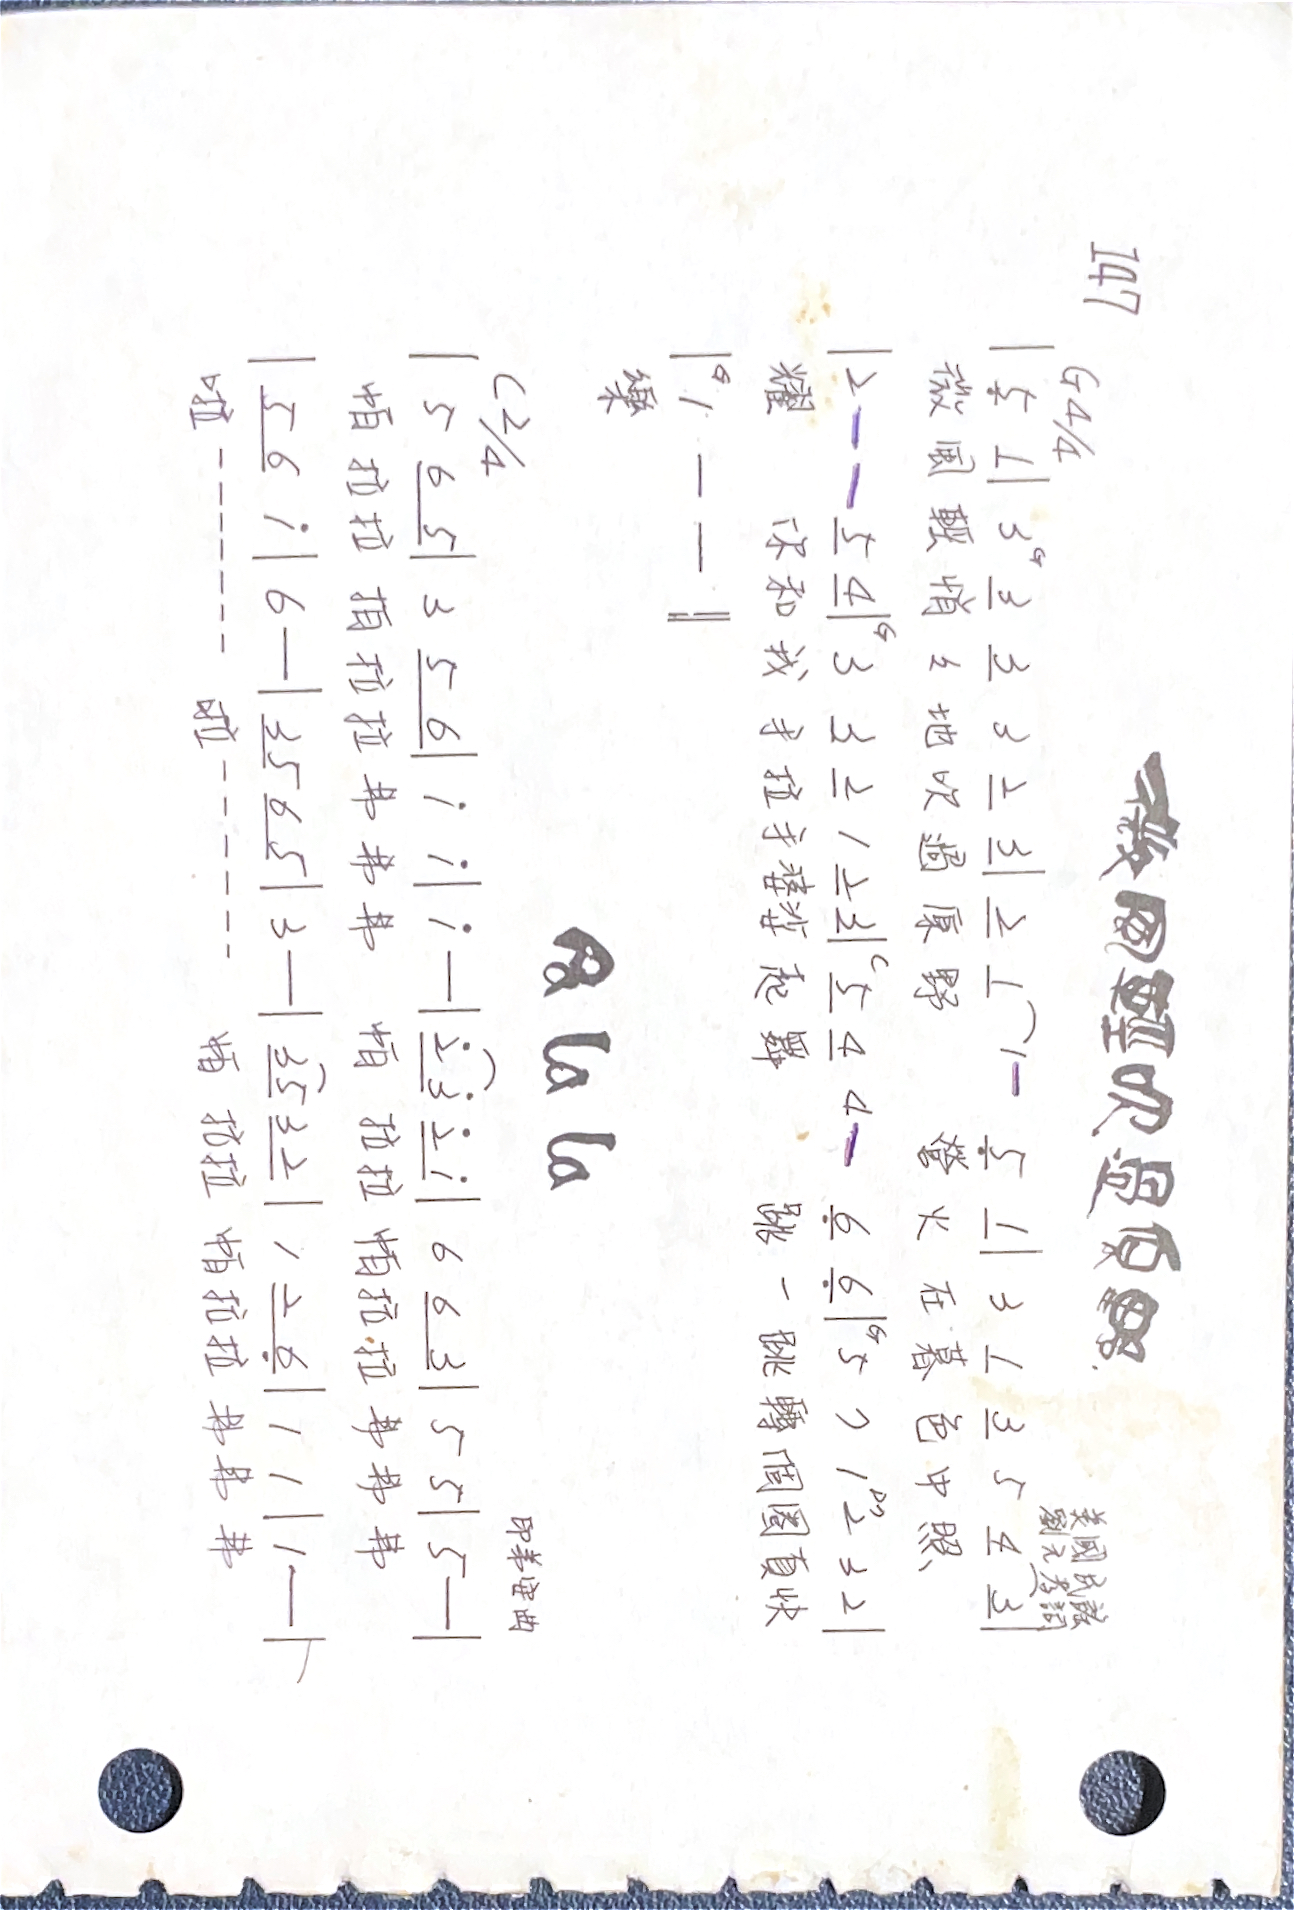 147
微風輕吹過原野
美國民謠
劉元孝詞
G 4/4
| 5̣ 1 | 3 G 3 3 3 2 3 | 2 1 1 — 5̣ 1 | 3 1 3 5 4 3 |
微風輕悄々地吹過原野 營火在暮色中照
| 2 — — 5 4 | G 3 3 2 1 2 3 | C 5 4 4 — 6̣ 6̣ | G 5 7 1 D7 2 3 2 |
耀 你和我手拉手婆娑起舞 跳一跳轉個圈真快
| G 1 — — ‖
樂
Pa la la
印第安曲
C 2/4
| 5 6 5 | 3 5 6 | i i | i — | 2̇ 3̇ 2̇ i | 6 6 3 | 5 5 | 5 — |
帕拉拉 拍拉拉 弗弗弗 帕拉拉 帕拉拉 弗弗弗
| 5 6 i | 6 — | 3 5 6 5 | 3 — | 3 5 3 2 | 1 2 6̣ | 1 1 | 1 — |
啦 - - - - - - - 啦 - - - - - - 帕拉拉 帕拉拉 弗弗弗